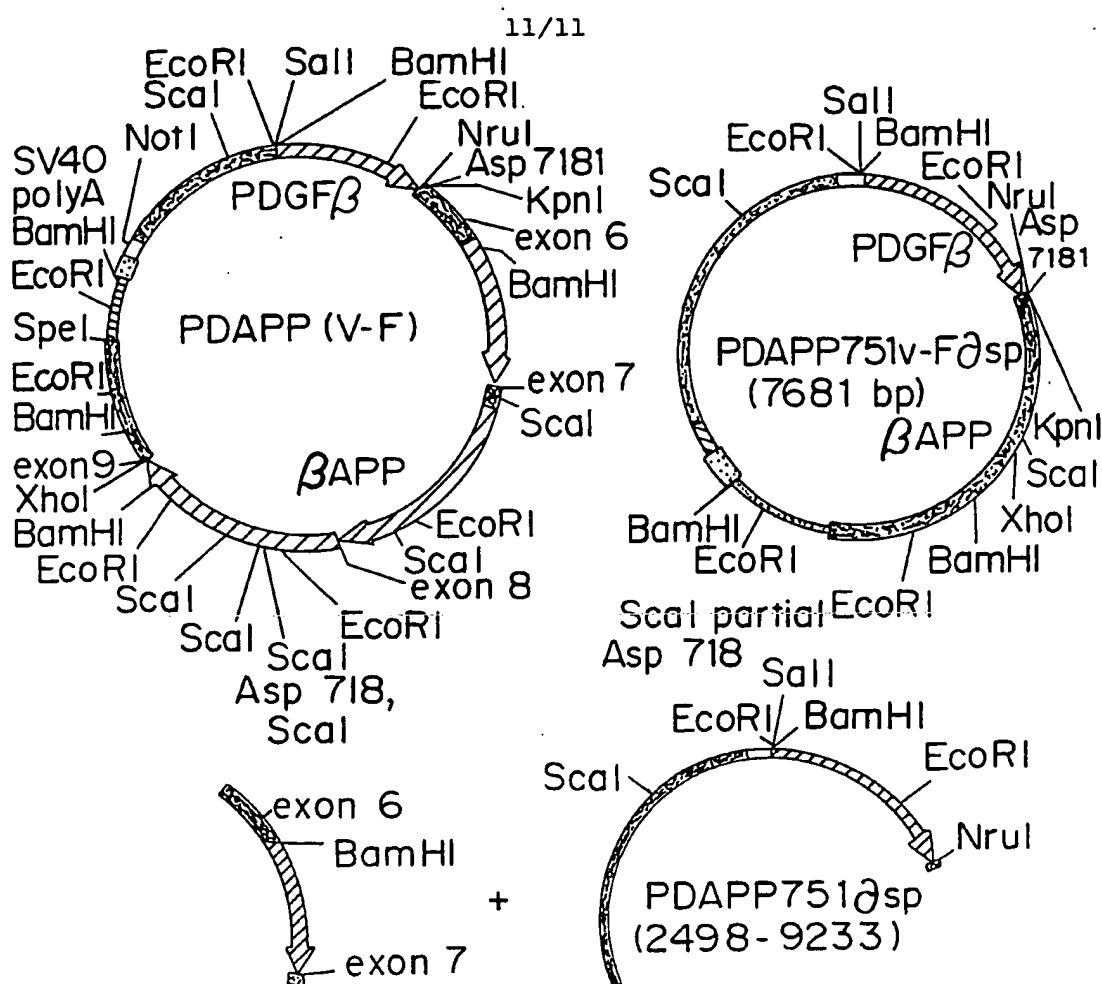 11/11
EcoRI
SalI
BamHI
ScaI
EcoRI.
NotI
NruI
Asp 7181
KpnI
SV40
polyA
BamHI
PDGFβ
exon 6
BamHI
EcoRI
SpeI
PDAPP (V-F)
EcoRI
BamHI
exon 7
ScaI
exon 9
XhoI
βAPP
BamHI
EcoRI
EcoRI
ScaI
exon 8
ScaI
ScaI
EcoRI
ScaI
Asp 718,
ScaI
SalI
EcoRI
BamHI
EcoRI
ScaI
NruI
Asp
7181
PDGFβ
PDAPP751v-F∂sp
(7681 bp)
βAPP
KpnI
ScaI
XhoI
BamHI
BamHI
EcoRI
EcoRI
ScaI partial
Asp 718
exon 6
BamHI
exon 7
+
SalI
EcoRI
BamHI
EcoRI
ScaI
NruI
PDAPP751∂sp
(2498-9233)